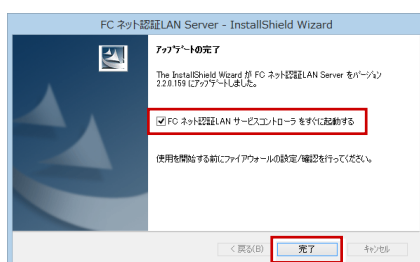 FC ネット認証LAN Server - InstallShield Wizard
アップデートの完了
The InstallShield Wizard が FC ネット認証LAN Server をバージョン
2.2.0.159 にアップデートしました。
FC ネット認証LAN サービスコントローラ をすぐに起動する
使用を開始する前にファイアウォールの設定/確認を行ってください。
< 戻る(B)
完了
キャンセル